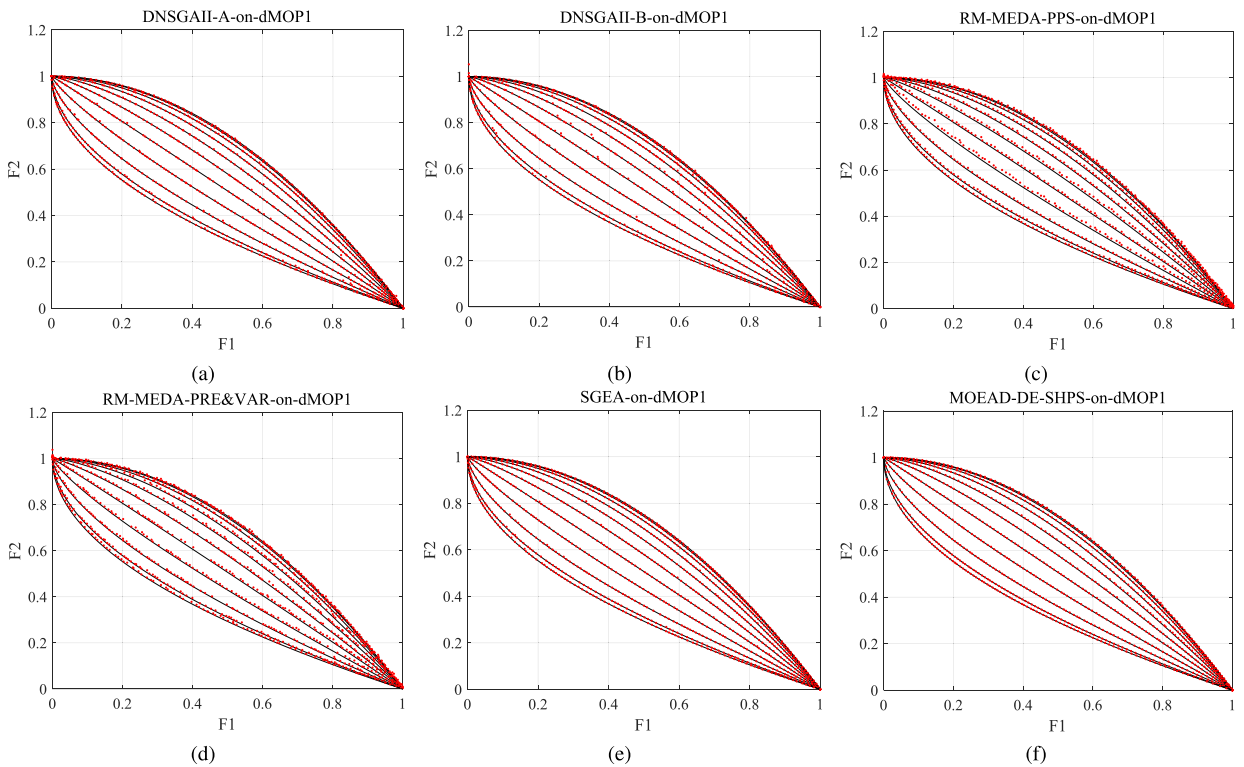 DNSGAII-A-on-dMOP1
1.2
1
0.8
0.6
0.4
0.2
0
F2
0 0.2 0.4 0.6 0.8 1
F1
(a)
DNSGAII-B-on-dMOP1
1.2
1
0.8
0.6
0.4
0.2
0
F2
0 0.2 0.4 0.6 0.8 1
F1
(b)
RM-MEDA-PPS-on-dMOP1
1.2
1
0.8
0.6
0.4
0.2
0
F2
0 0.2 0.4 0.6 0.8 1
F1
(c)
RM-MEDA-PRE&VAR-on-dMOP1
1.2
1
0.8
0.6
0.4
0.2
0
F2
0 0.2 0.4 0.6 0.8 1
F1
(d)
SGEA-on-dMOP1
1.2
1
0.8
0.6
0.4
0.2
0
F2
0 0.2 0.4 0.6 0.8 1
F1
(e)
MOEAD-DE-SHPS-on-dMOP1
1.2
1
0.8
0.6
0.4
0.2
0
F2
0 0.2 0.4 0.6 0.8 1
F1
(f)